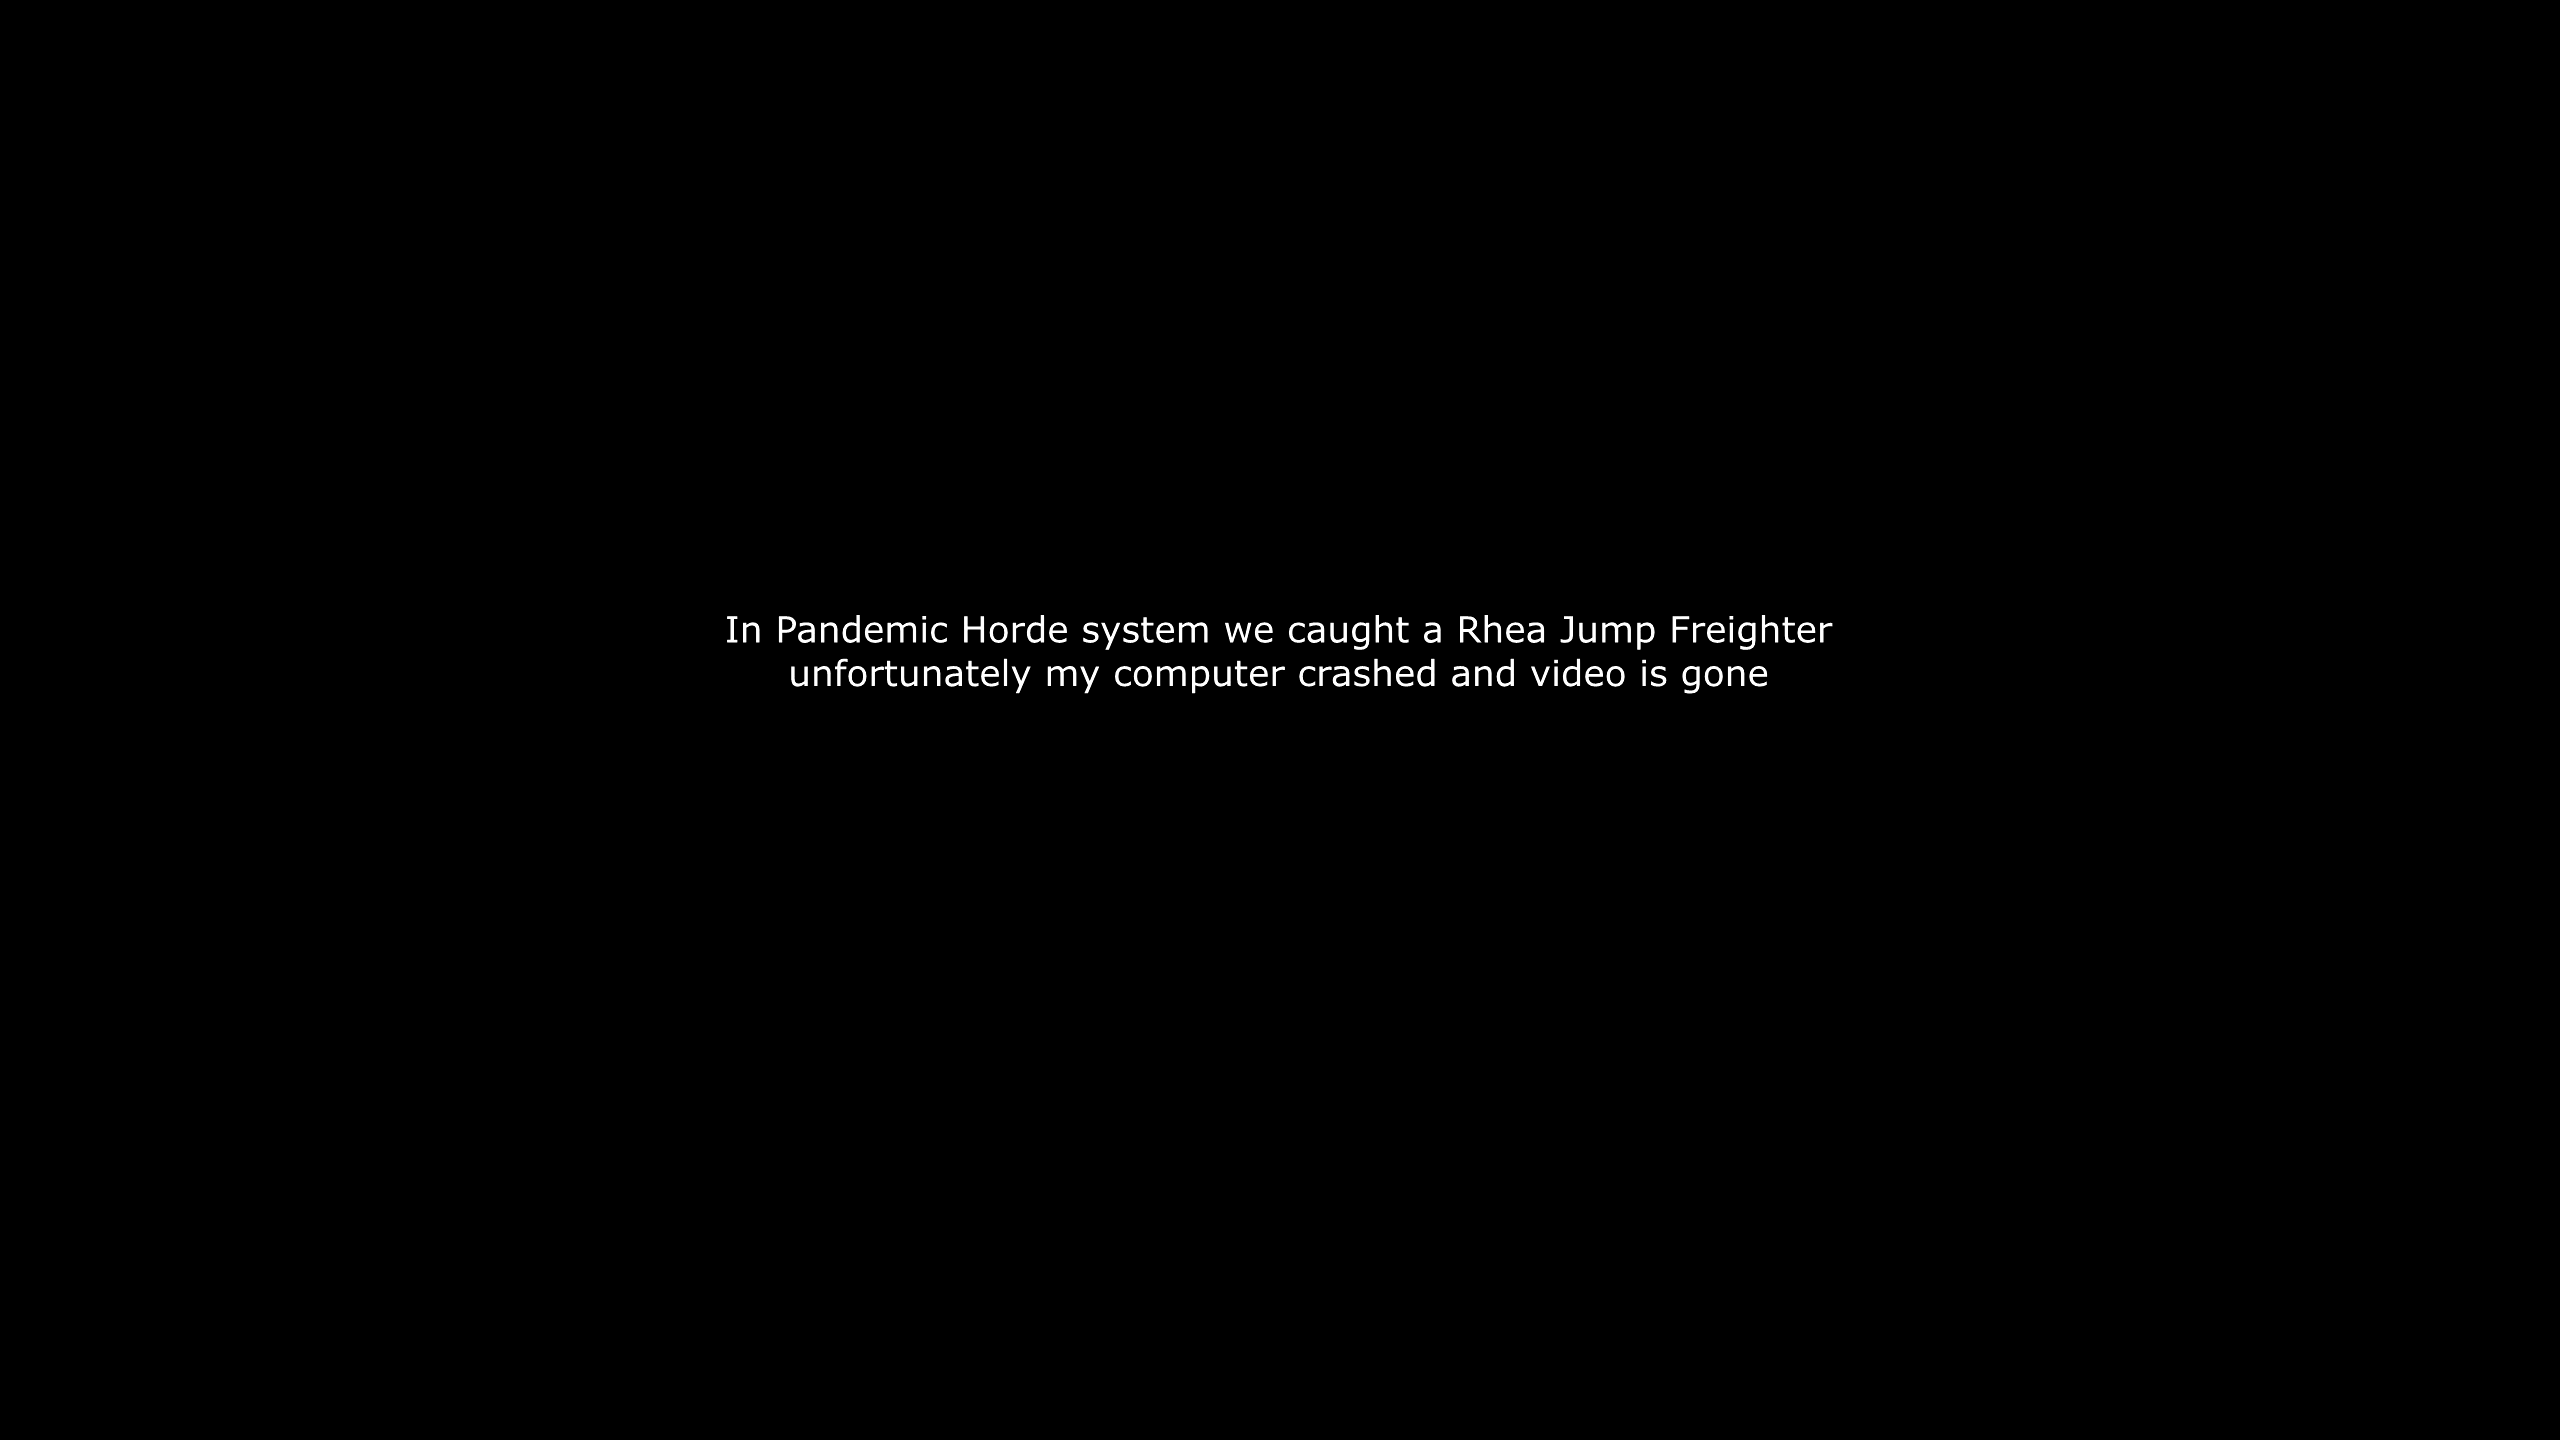 In Pandemic Horde system we caught a Rhea Jump Freighter
unfortunately my computer crashed and video is gone